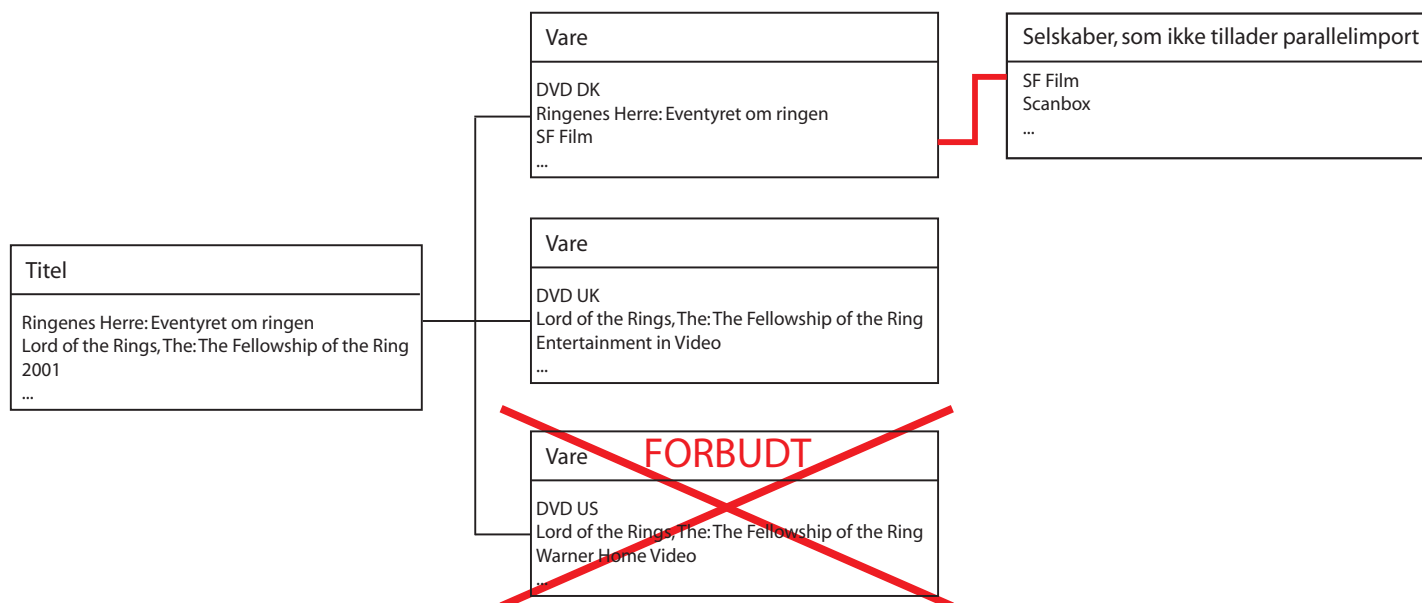 Vare
DVD DK
Ringenes Herre: Eventyret om ringen
SF Film
...
Selskaber, som ikke tillader parallelimport
SF Film
Scanbox
...
Titel
Ringenes Herre: Eventyret om ringen
Lord of the Rings, The: The Fellowship of the Ring
2001
...
Vare
DVD UK
Lord of the Rings, The: The Fellowship of the Ring
Entertainment in Video
...
Vare FORBUDT
DVD US
Lord of the Rings, The: The Fellowship of the Ring
Warner Home Video
...